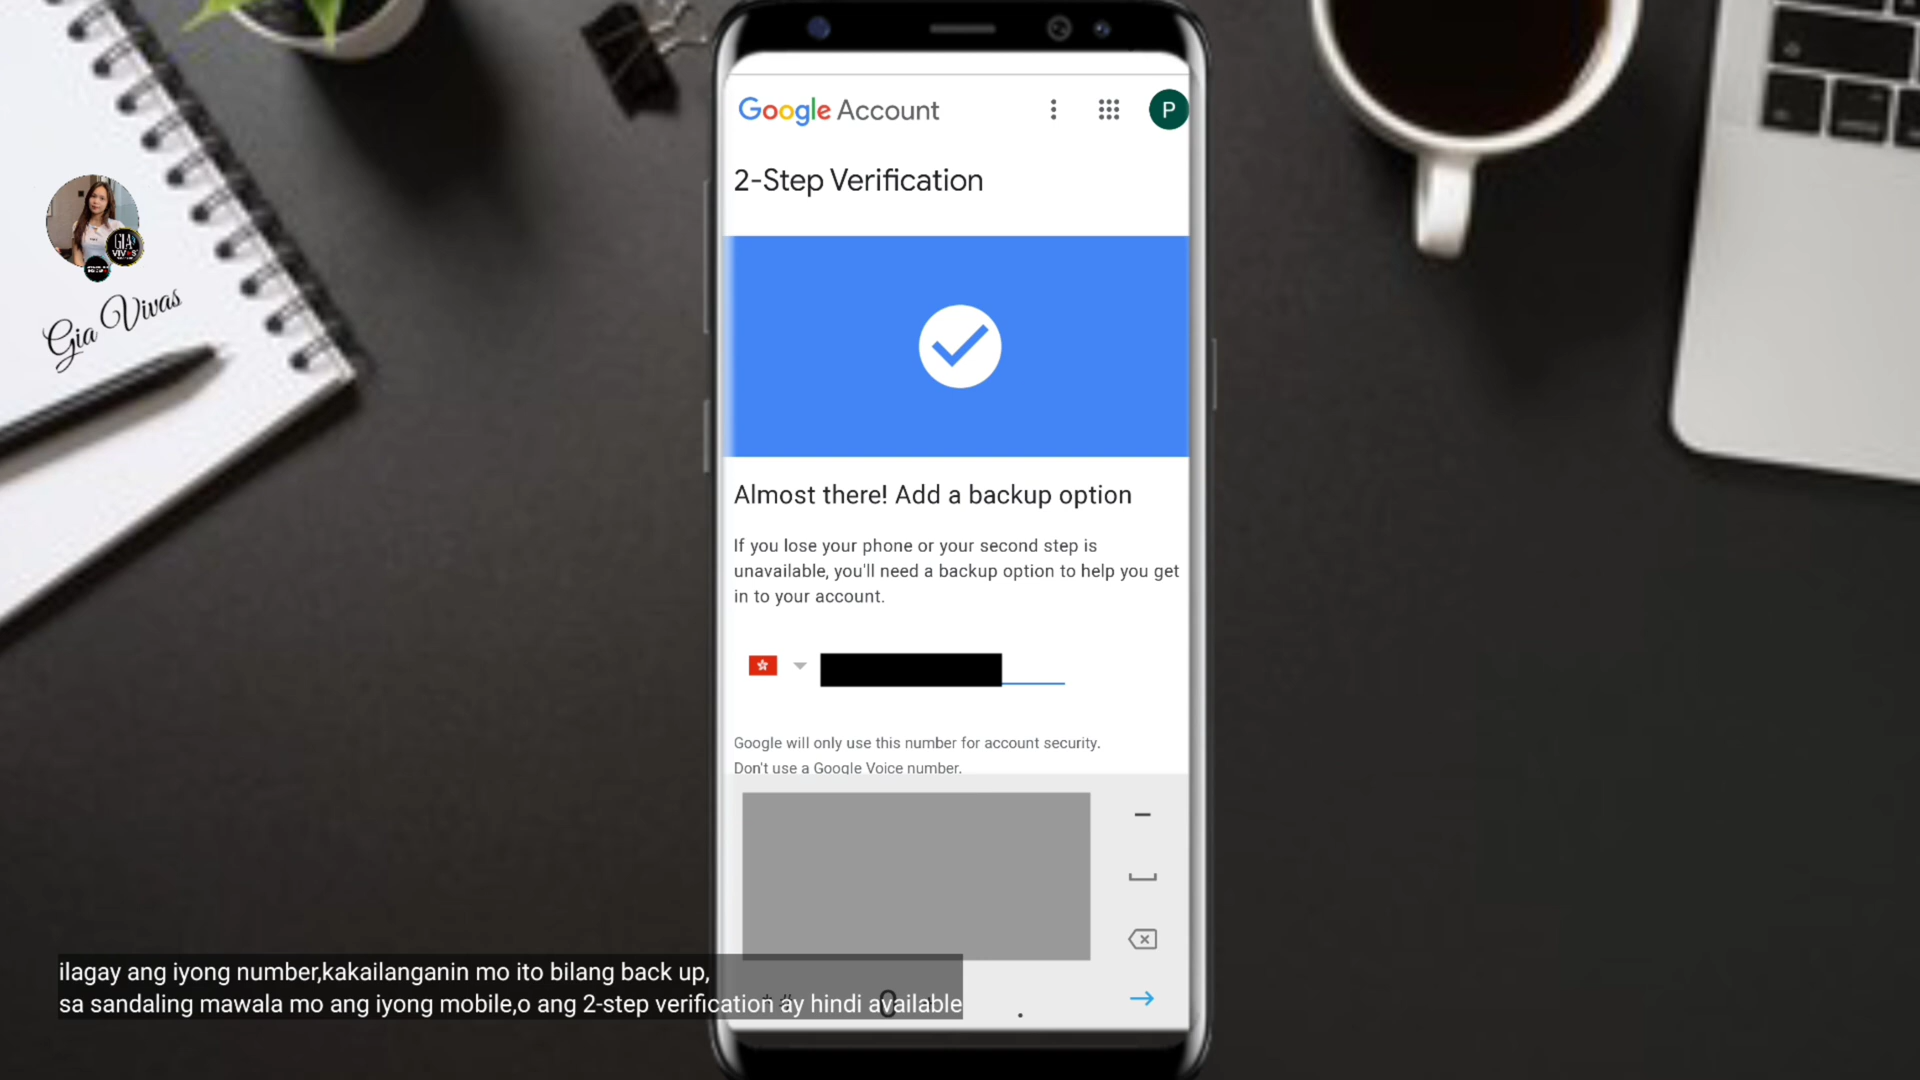 Google Account
P
2-Step Verification
GIA
VIVAS
Gia Vivas
Almost there! Add a backup option
If you lose your phone or your second step is
unavailable, you'll need a backup option to help you get
in to your account.
Google will only use this number for account security.
Don't use a Google Voice number.
ilagay ang iyong number,kakailanganin mo ito bilang back up,
sa sandaling mawala mo ang iyong mobile,o ang 2-step verification ay hindi available